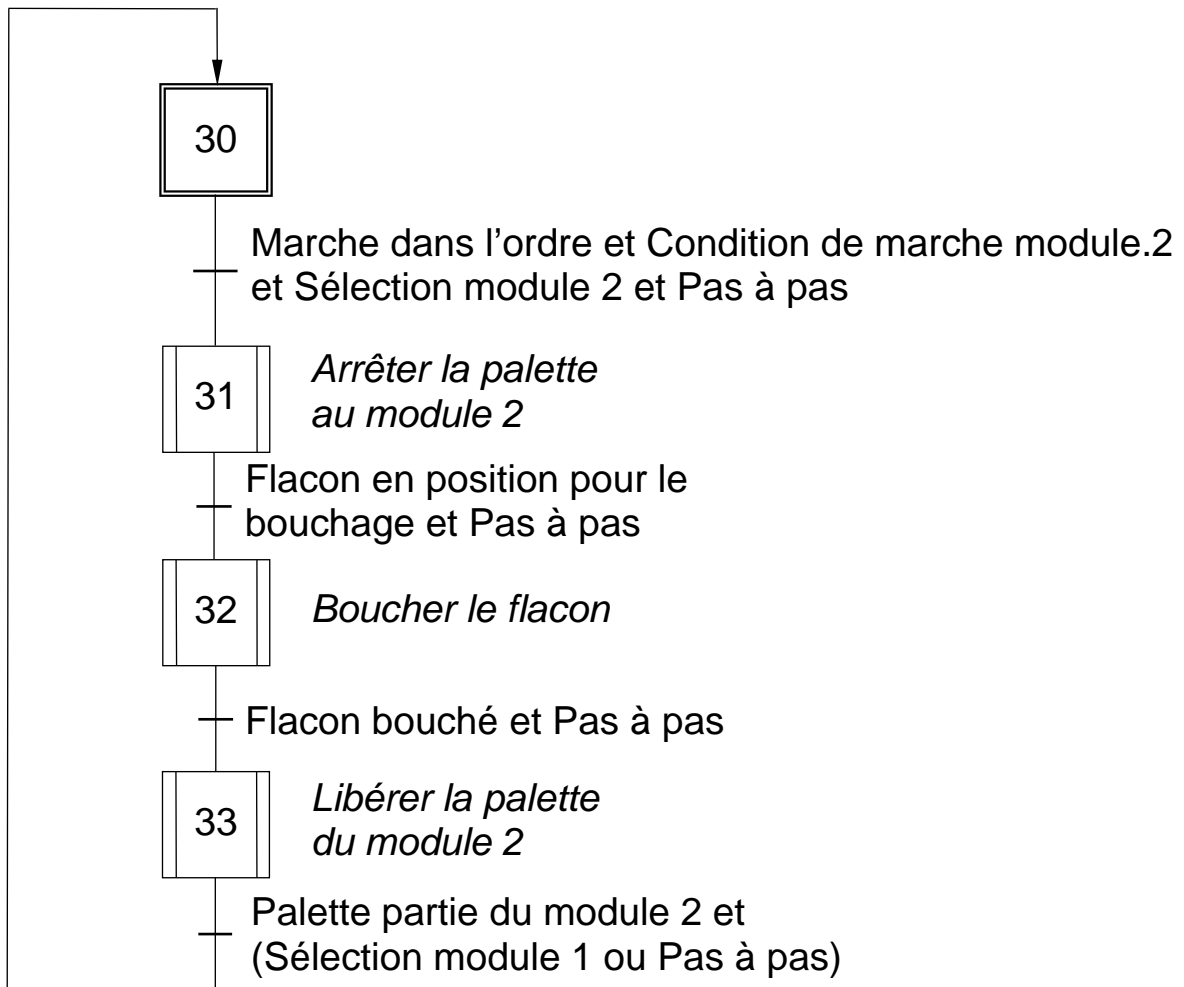 30
Marche dans l’ordre et Condition de marche module.2
et Sélection module 2 et Pas à pas
31
Arrêter la palette
au module 2
Flacon en position pour le
bouchage et Pas à pas
32
Boucher le flacon
Flacon bouché et Pas à pas
33
Libérer la palette
du module 2
Palette partie du module 2 et
(Sélection module 1 ou Pas à pas)